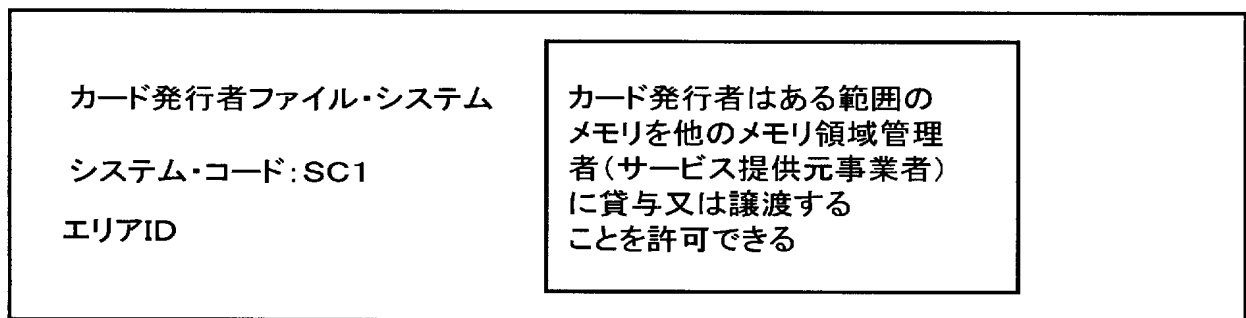 カード発行者ファイル・システム
システム・コード:SC1
エリアID
カード発行者はある範囲の
メモリを他のメモリ領域管理
者(サービス提供元事業者)
に貸与又は譲渡する
ことを許可できる